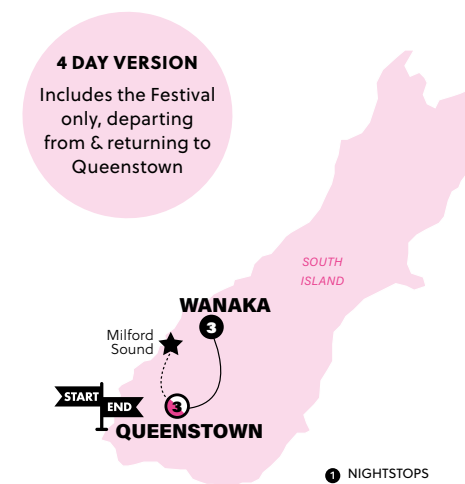 4 DAY VERSION
Includes the Festival
only, departing
from & returning to
Queenstown
SOUTH
ISLAND
WANAKA
3
Milford
Sound
START
END
3
QUEENSTOWN
1 NIGHTSTOPS